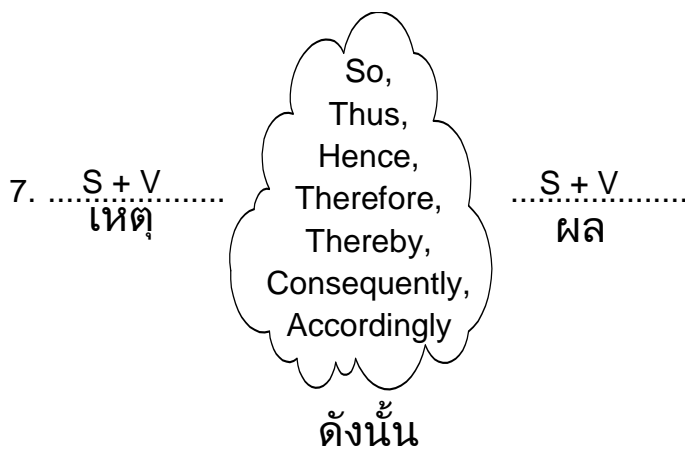 7. ....S + V............
เหตุ
So,
Thus,
Hence,
Therefore,
Thereby,
Consequently,
Accordingly
....S + V............
ผล
ดังนั้น